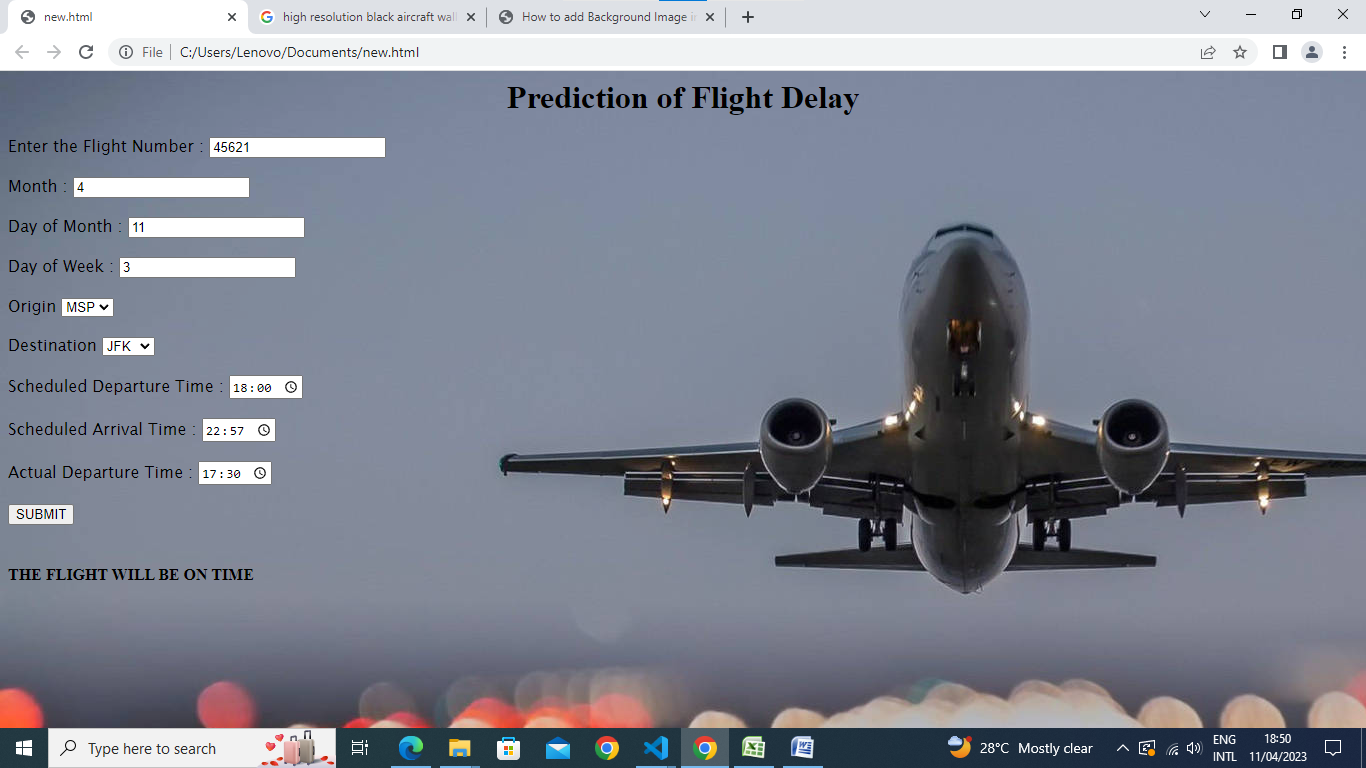 new.html
high resolution black aircraft wall
How to add Background Image in
File
C:/Users/Lenovo/Documents/new.html
Prediction of Flight Delay
Enter the Flight Number : 45621
Month : 4
Day of Month : 11
Day of Week : 3
Origin MSP
Destination JFK
Scheduled Departure Time : 18:00
Scheduled Arrival Time : 22:57
Actual Departure Time : 17:30
SUBMIT
THE FLIGHT WILL BE ON TIME
Type here to search
28°C Mostly clear
ENG
INTL
18:50
11/04/2023